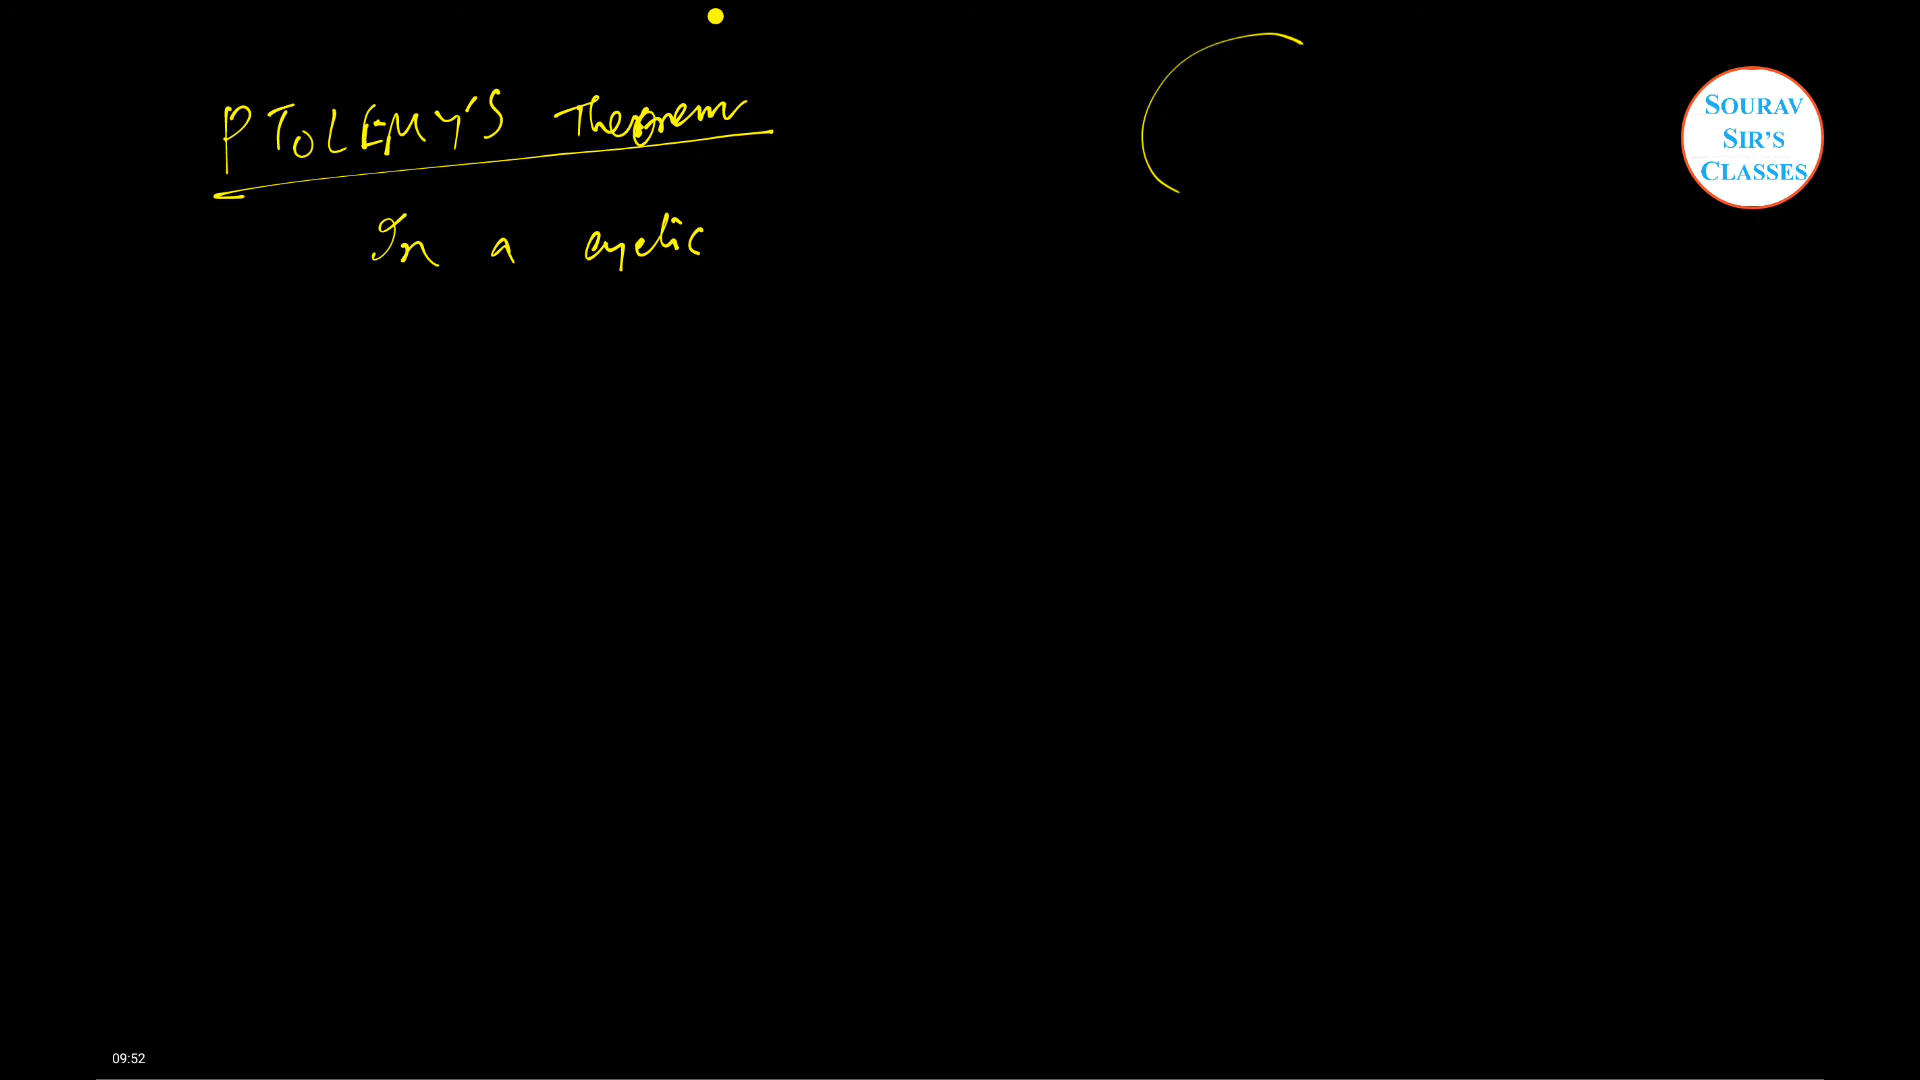 PTOLEMY'S Theorem
In a cyclic
SOURAV
SIR'S
CLASSES
09:52